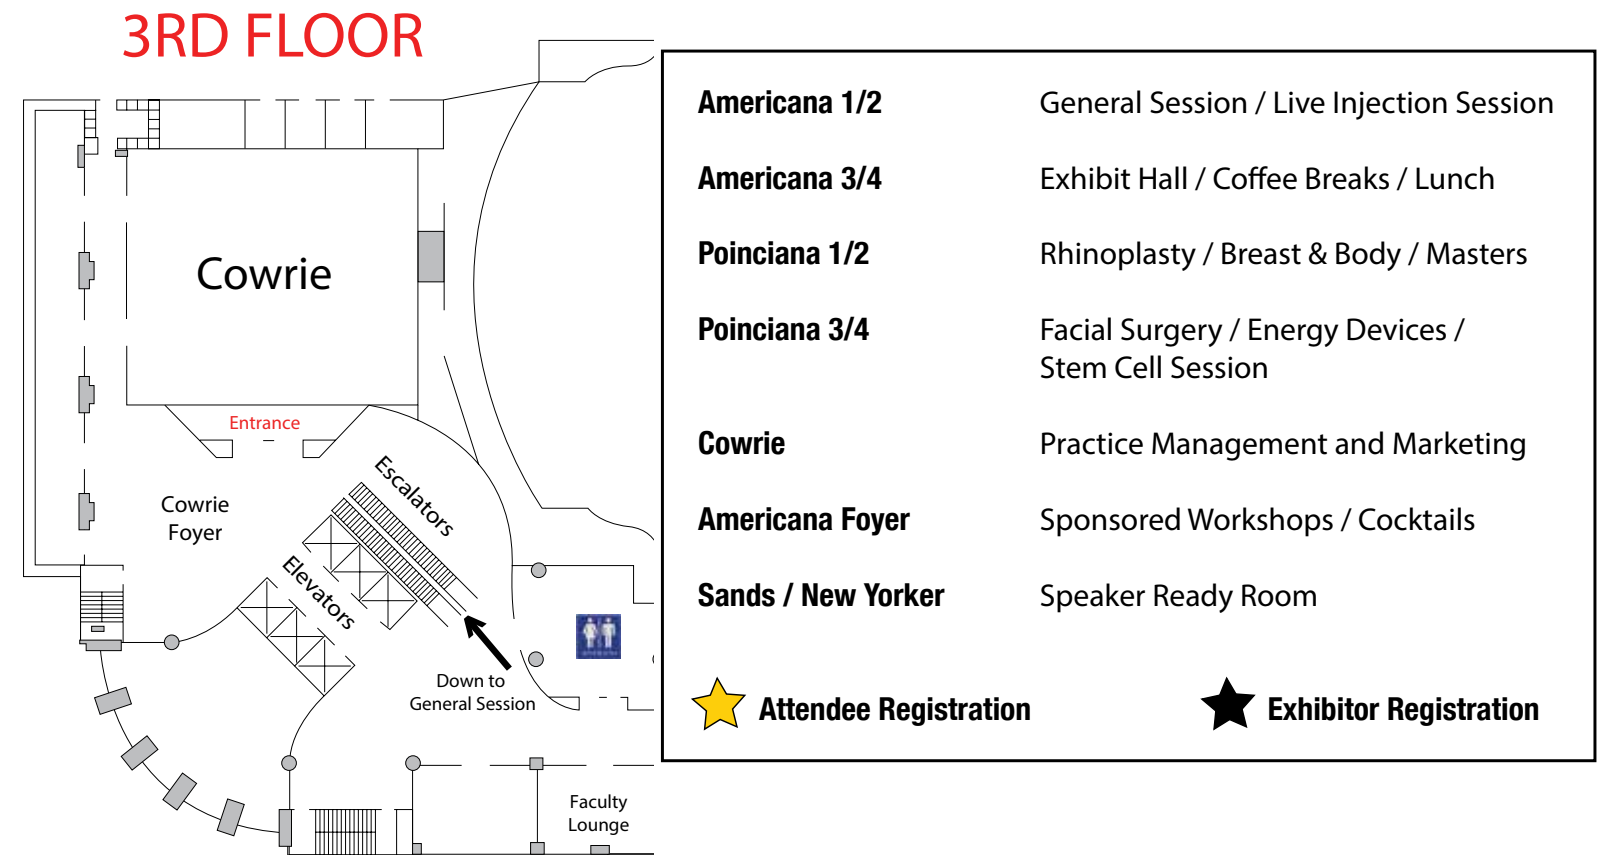 3RD FLOOR
Cowrie
Entrance
Cowrie
Foyer
Escalators
Elevators
Down to
General Session
Faculty
Lounge
Americana 1/2 General Session / Live Injection Session
Americana 3/4 Exhibit Hall / Coffee Breaks / Lunch
Poinciana 1/2 Rhinoplasty / Breast & Body / Masters
Poinciana 3/4 Facial Surgery / Energy Devices /
Stem Cell Session
Cowrie Practice Management and Marketing
Americana Foyer Sponsored Workshops / Cocktails
Sands / New Yorker Speaker Ready Room
Attendee Registration Exhibitor Registration